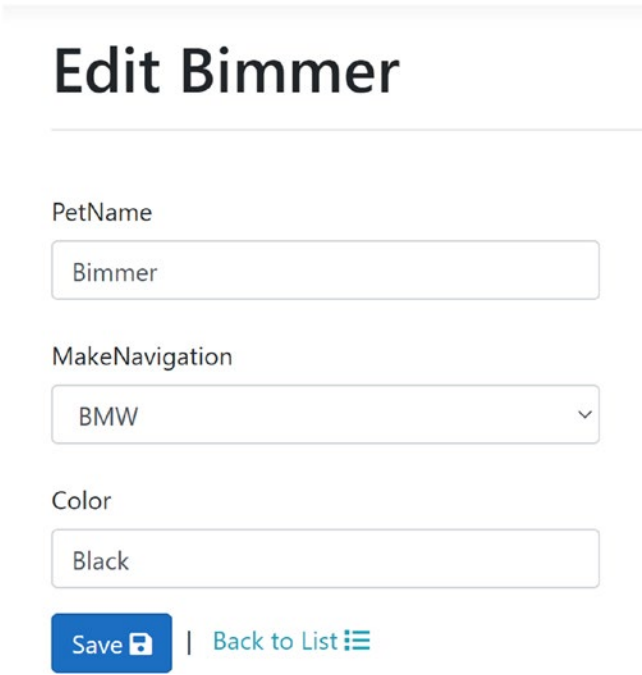 Edit Bimmer
PetName
Bimmer
MakeNavigation
BMW
Color
Black
Save | Back to List